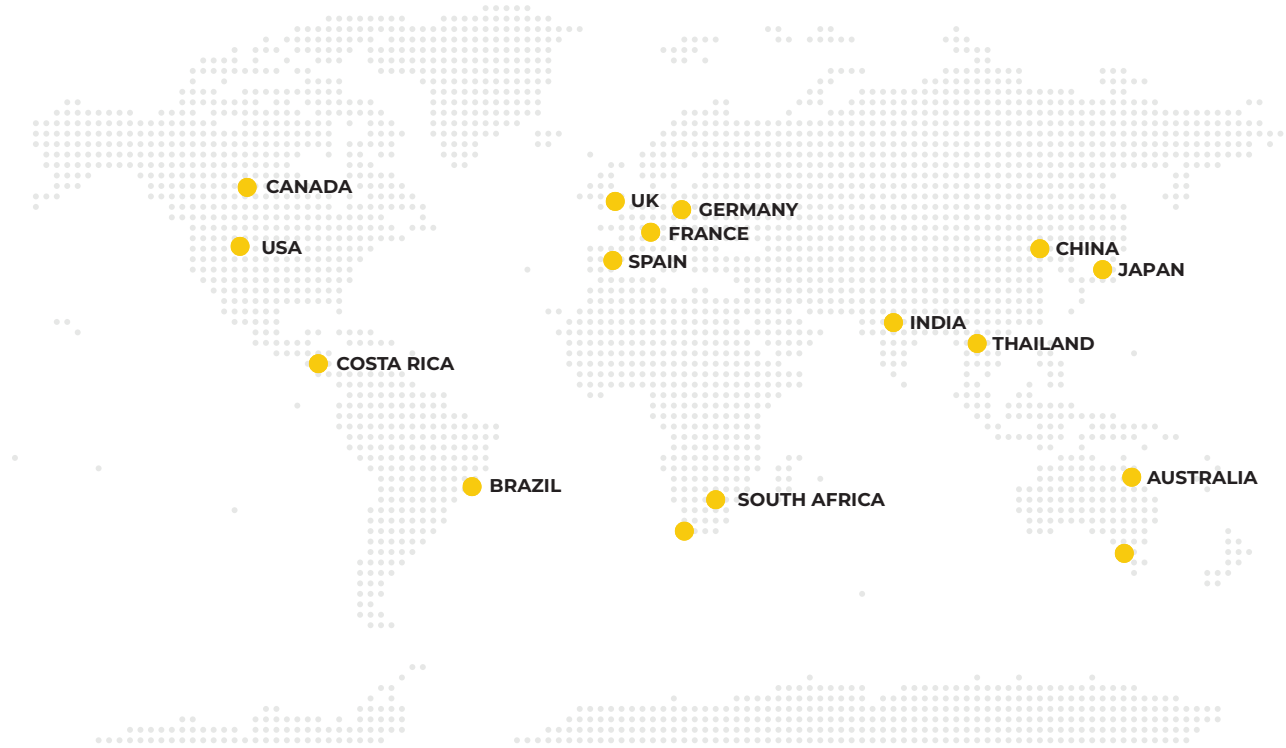 CANADA
USA
COSTA RICA
BRAZIL
UK
GERMANY
FRANCE
SPAIN
SOUTH AFRICA
CHINA
JAPAN
INDIA
THAILAND
AUSTRALIA